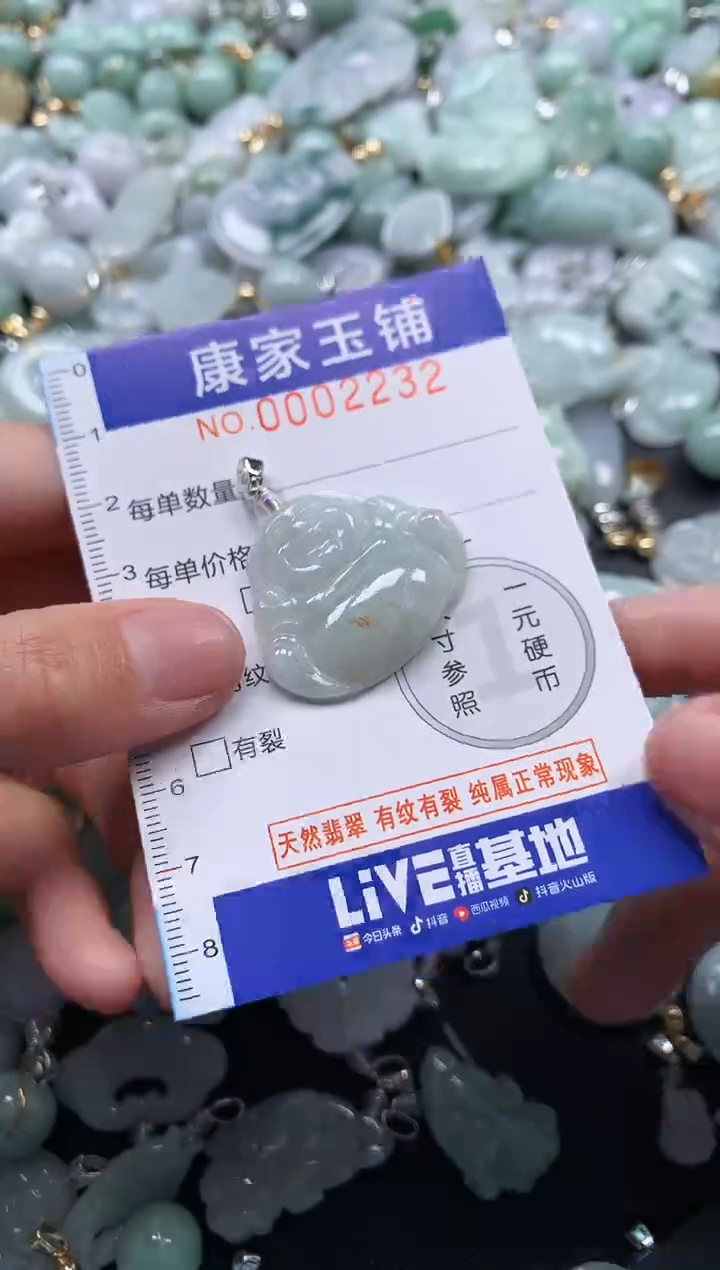 康家玉铺
NO.0002232
0
1
2
每单数量
3
每单价格
纹
一元硬币
寸参照
1
有裂
6
7
8
天然翡翠 有纹有裂 纯属正常现象
LiVE直播基地
今日头条 抖音 西瓜视频 抖音火山版